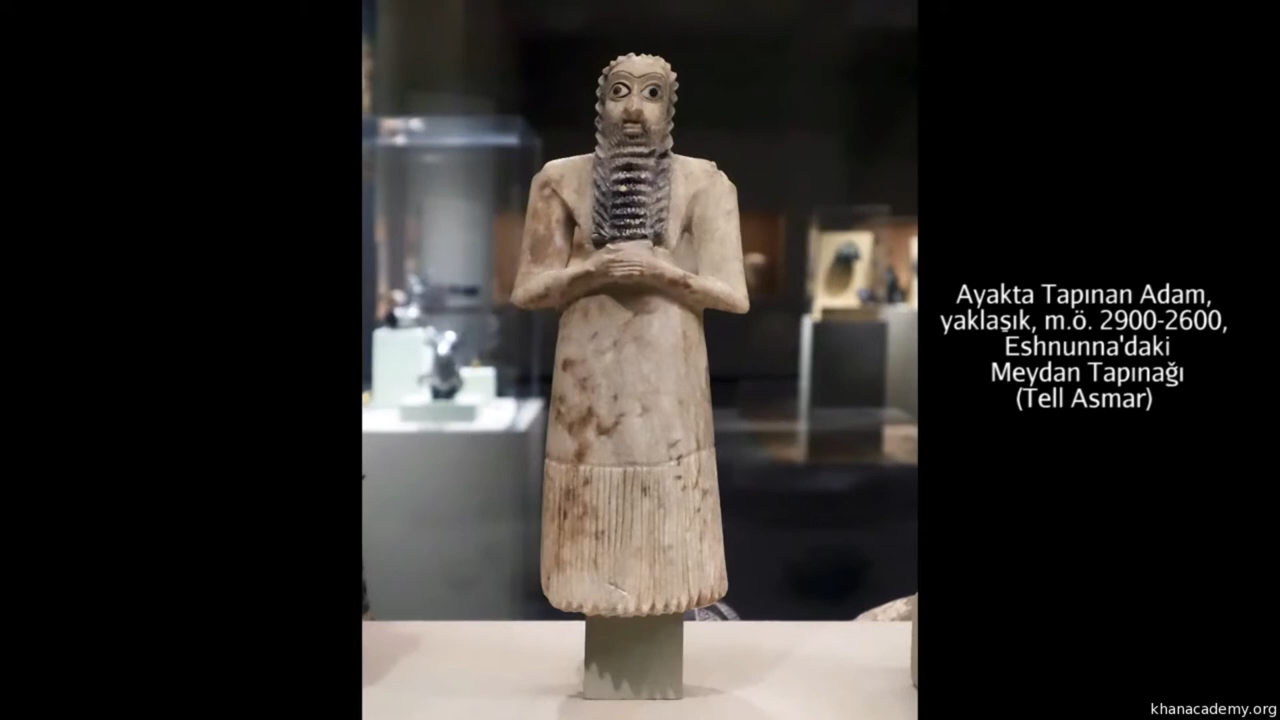 Ayakta Tapınan Adam,
yaklaşık, m.ö. 2900-2600,
Eshnunna'daki
Meydan Tapınağı
(Tell Asmar)
khanacademy.org